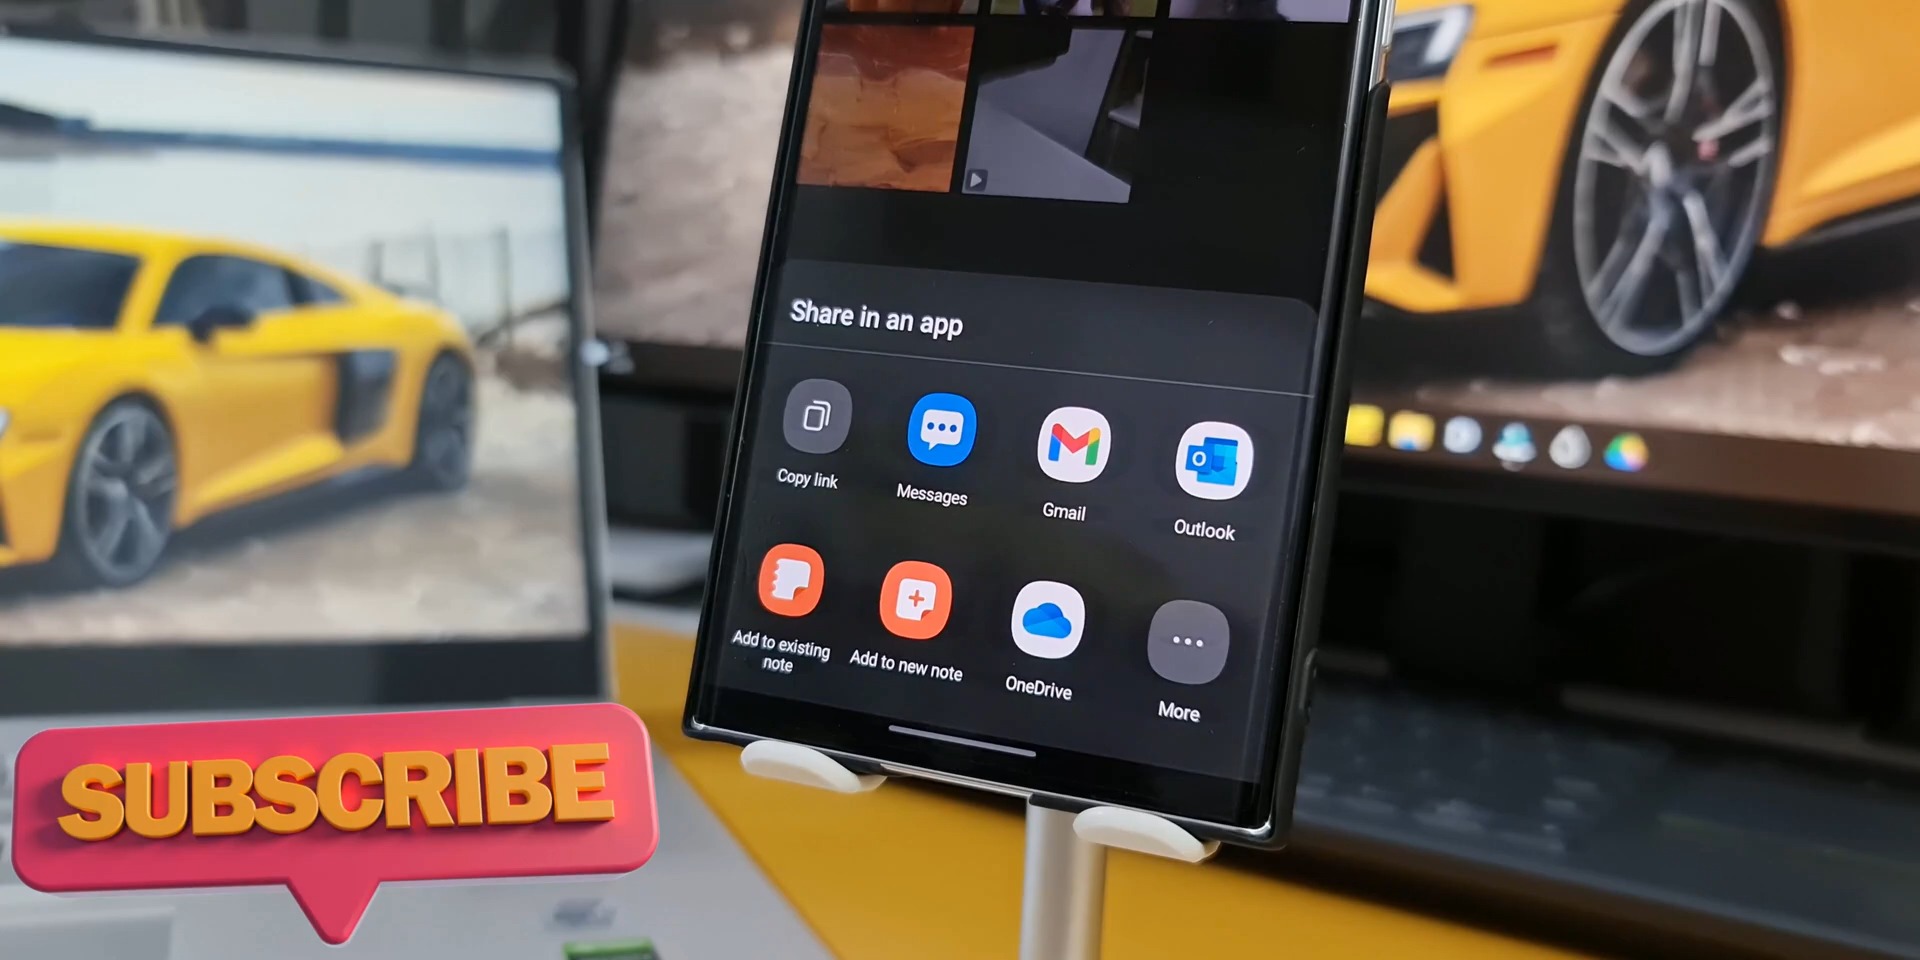 Share in an app
Copy link
Messages
Gmail
Outlook
Add to existing
note
Add to new note
OneDrive
More
SUBSCRIBE